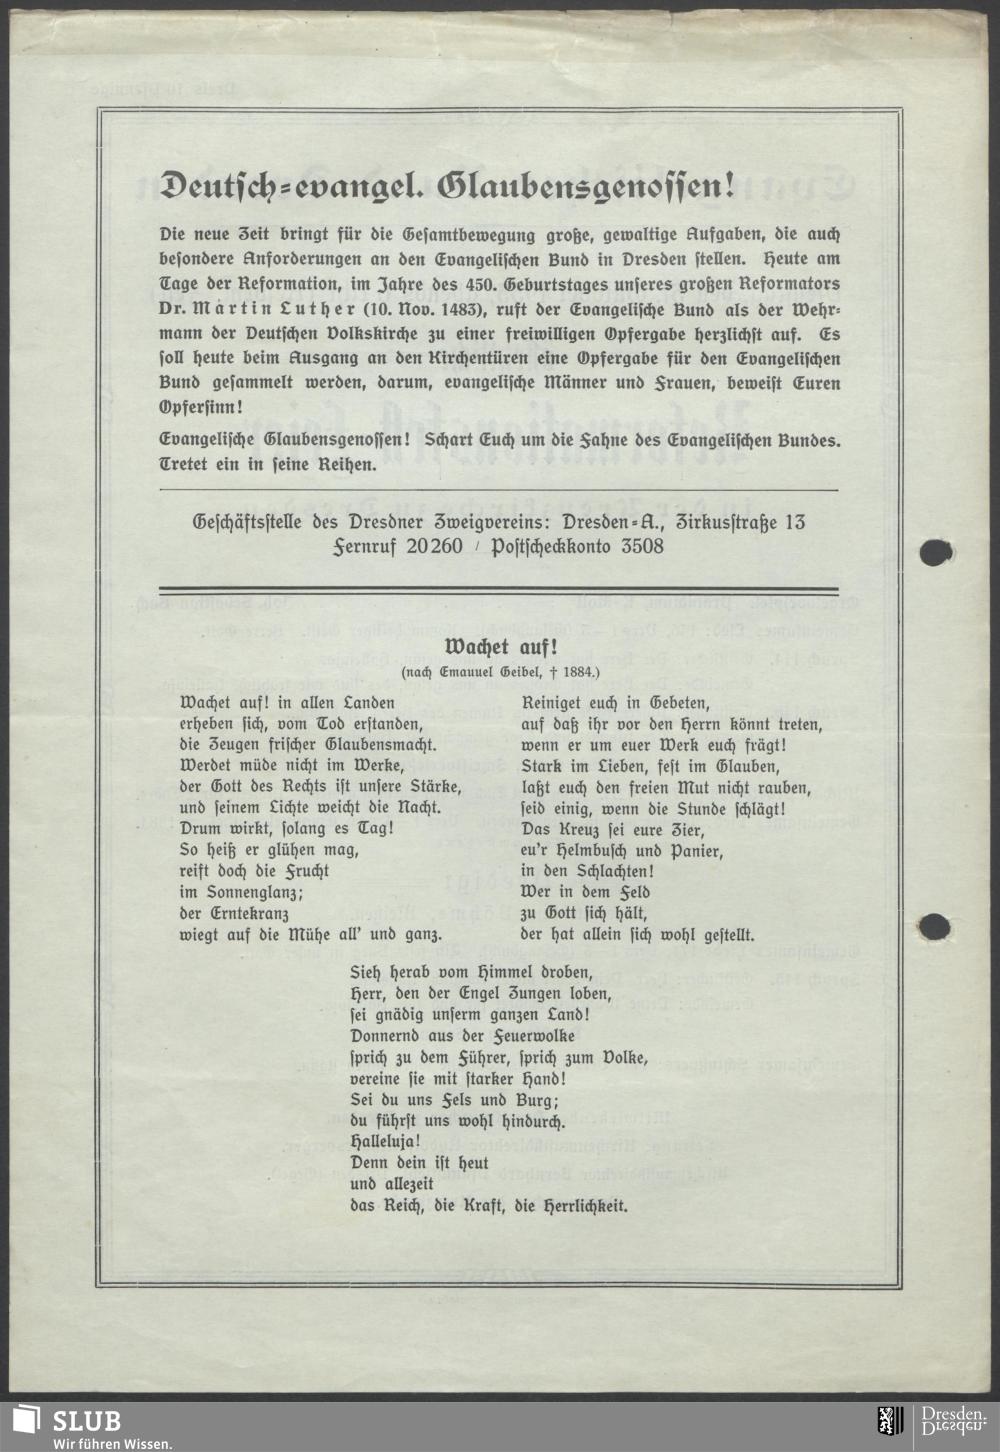 Deutsch-evangel. Glaubensgenossen!
Die neue Zeit bringt für die Gesamtbewegung große, gewaltige Aufgaben, die auch
besondere Anforderungen an den Evangelischen Bund in Dresden stellen. Heute am
Tage der Reformation, im Jahre des 450. Geburtstages unseres großen Reformators
Dr. Martin Luther (10. Nov. 1483), ruft der Evangelische Bund als der Wehr-
mann der Deutschen Volkskirche zu einer freiwilligen Opfergabe herzlichst auf. Es
soll heute beim Ausgang an den Kirchentüren eine Opfergabe für den Evangelischen
Bund gesammelt werden, darum, evangelische Männer und Frauen, beweist Euren
Opfersinn!
Evangelische Glaubensgenossen! Schart Euch um die Fahne des Evangelischen Bundes.
Tretet ein in seine Reihen.
Geschäftsstelle des Dresdner Zweigvereins: Dresden-A., Zirkusstraße 13
Fernruf 20260 / Postscheckkonto 3508
Wachet auf!
(nach Emanuel Geibel, † 1884.)
Wachet auf! in allen Landen
erheben sich, vom Tod erstanden,
die Zeugen frischer Glaubensmacht.
Werdet müde nicht im Werke,
der Gott des Rechts ist unsere Stärke,
und seinem Lichte weicht die Nacht.
Drum wirkt, solang es Tag!
So heiß er glühen mag,
reift doch die Frucht
im Sonnenglanz;
der Erntekranz
wiegt auf die Mühe all' und ganz.
Reiniget euch in Gebeten,
auf daß ihr vor den Herrn könnt treten,
wenn er um euer Werk euch frägt!
Stark im Lieben, fest im Glauben,
laßt euch den freien Mut nicht rauben,
seid einig, wenn die Stunde schlägt!
Das Kreuz sei eure Zier,
eu'r Helmbusch und Panier,
in den Schlachten!
Wer in dem Feld
zu Gott sich hält,
der hat allein sich wohl gestellt.
Sieh herab vom Himmel droben,
Herr, den der Engel Zungen loben,
sei gnädig unserm ganzen Land!
Donnernd aus der Feuerwolke
sprich zu dem Führer, sprich zum Volke,
vereine sie mit starker Hand!
Sei du uns Fels und Burg;
du führst uns wohl hindurch.
Halleluja!
Denn dein ist heut
und allezeit
das Reich, die Kraft, die Herrlichkeit.
SLUB
Wir führen Wissen.
Dresden.
Dresden.